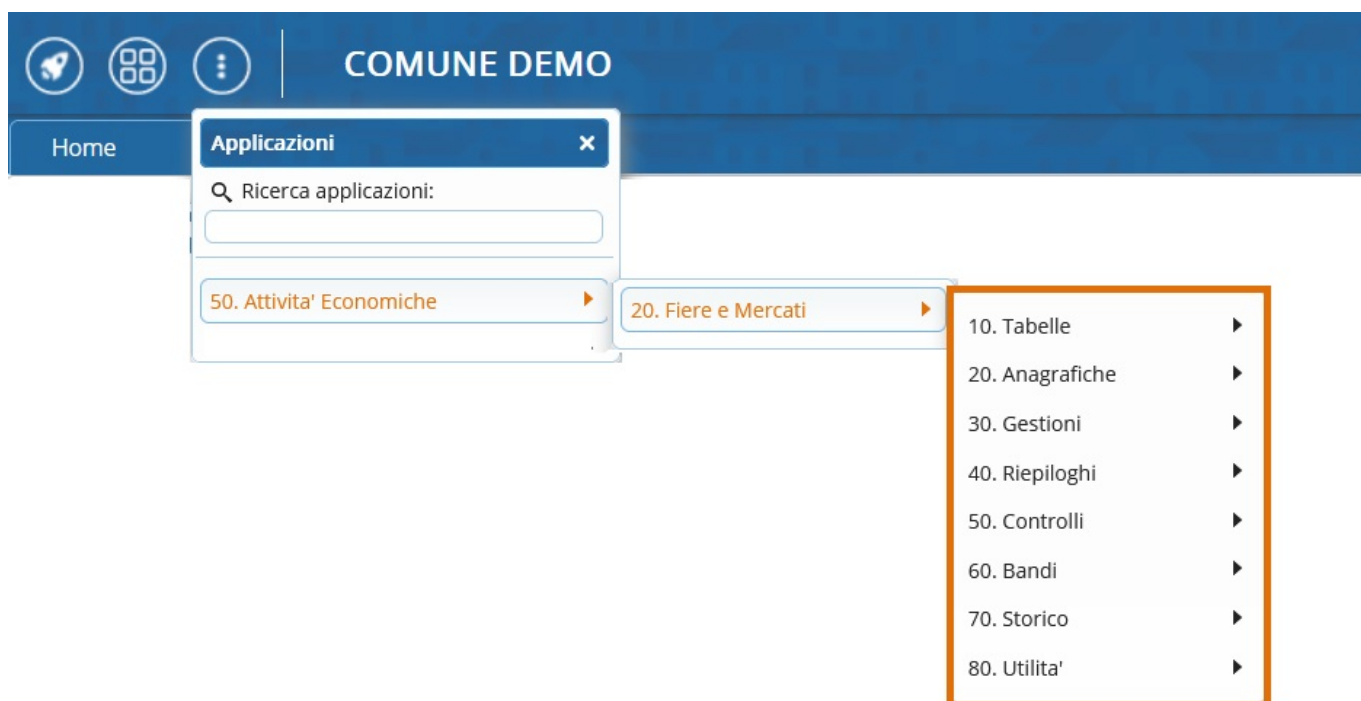 COMUNE DEMO
Home
Applicazioni
Ricerca applicazioni:
50. Attivita' Economiche
20. Fiere e Mercati
10. Tabelle
20. Anagrafiche
30. Gestioni
40. Riepiloghi
50. Controlli
60. Bandi
70. Storico
80. Utilita'